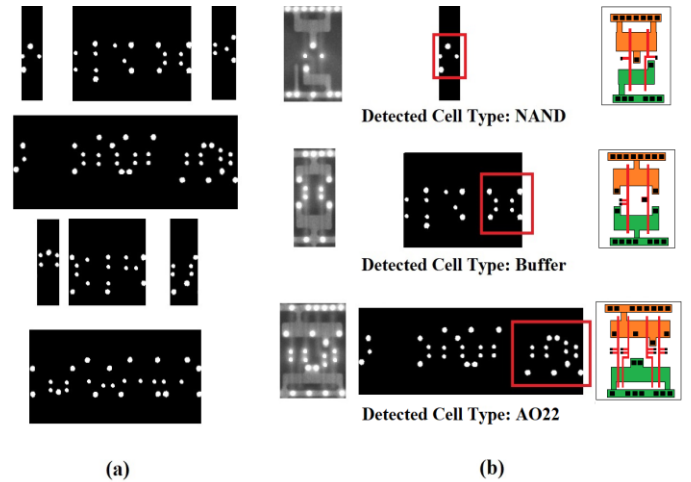 Detected Cell Type: NAND
Detected Cell Type: Buffer
Detected Cell Type: AO22
(a)
(b)